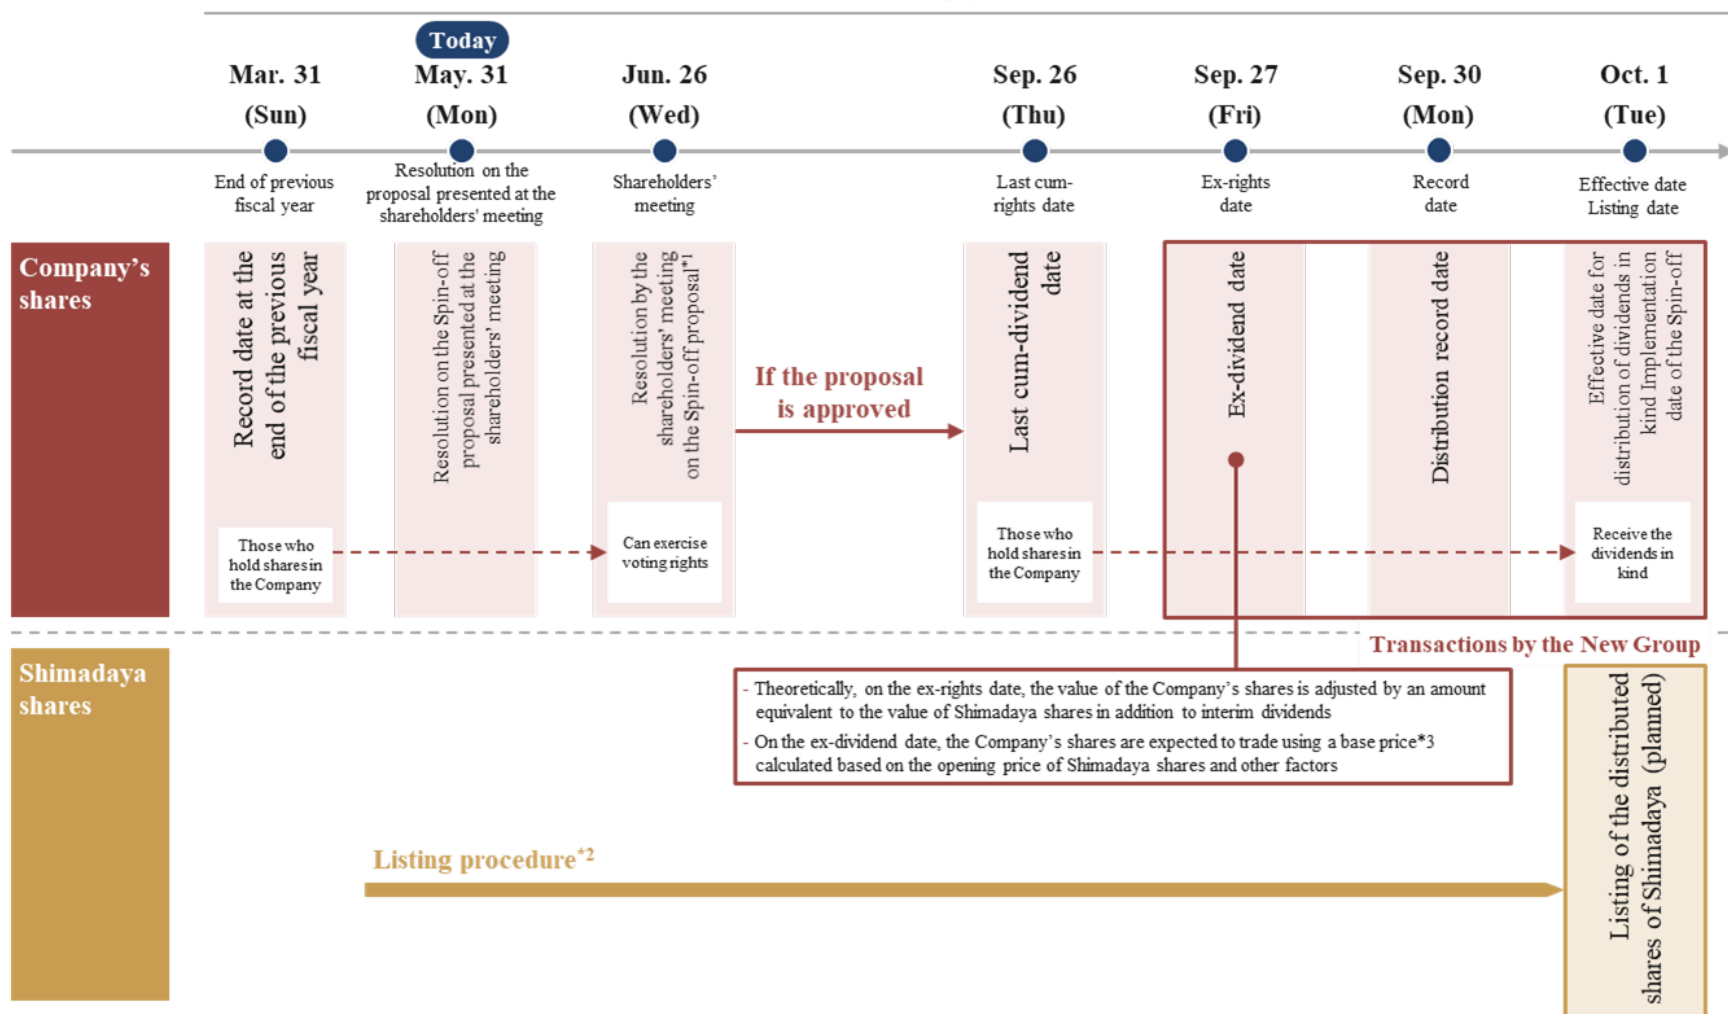 Today
Mar. 31
(Sun)
May. 31
(Mon)
Jun. 26
(Wed)
Sep. 26
(Thu)
Sep. 27
(Fri)
Sep. 30
(Mon)
Oct. 1
(Tue)
End of previous
fiscal year
Resolution on the
proposal presented at the
shareholders' meeting
Shareholders’
meeting
Last cum-
rights date
Ex-rights
date
Record
date
Effective date
Listing date
Company’s
shares
Record date at the
end of the previous
fiscal year
Those who
hold shares in
the Company
Resolution on the Spin-off
proposal presented at the
shareholders’ meeting
Resolution by the
shareholders’ meeting
on the Spin-off proposal*1
Can exercise
voting rights
If the proposal
is approved
Last cum-dividend
date
Those who
hold shares in
the Company
Ex-dividend date
Distribution record date
Effective date for
distribution of dividends in
kind Implementation
date of the Spin-off
Receive the
dividends in
kind
Transactions by the New Group
Shimadaya
shares
- Theoretically, on the ex-rights date, the value of the Company’s shares is adjusted by an amount
equivalent to the value of Shimadaya shares in addition to interim dividends
- On the ex-dividend date, the Company’s shares are expected to trade using a base price*3
calculated based on the opening price of Shimadaya shares and other factors
Listing procedure*2
Listing of the distributed
shares of Shimadaya (planned)